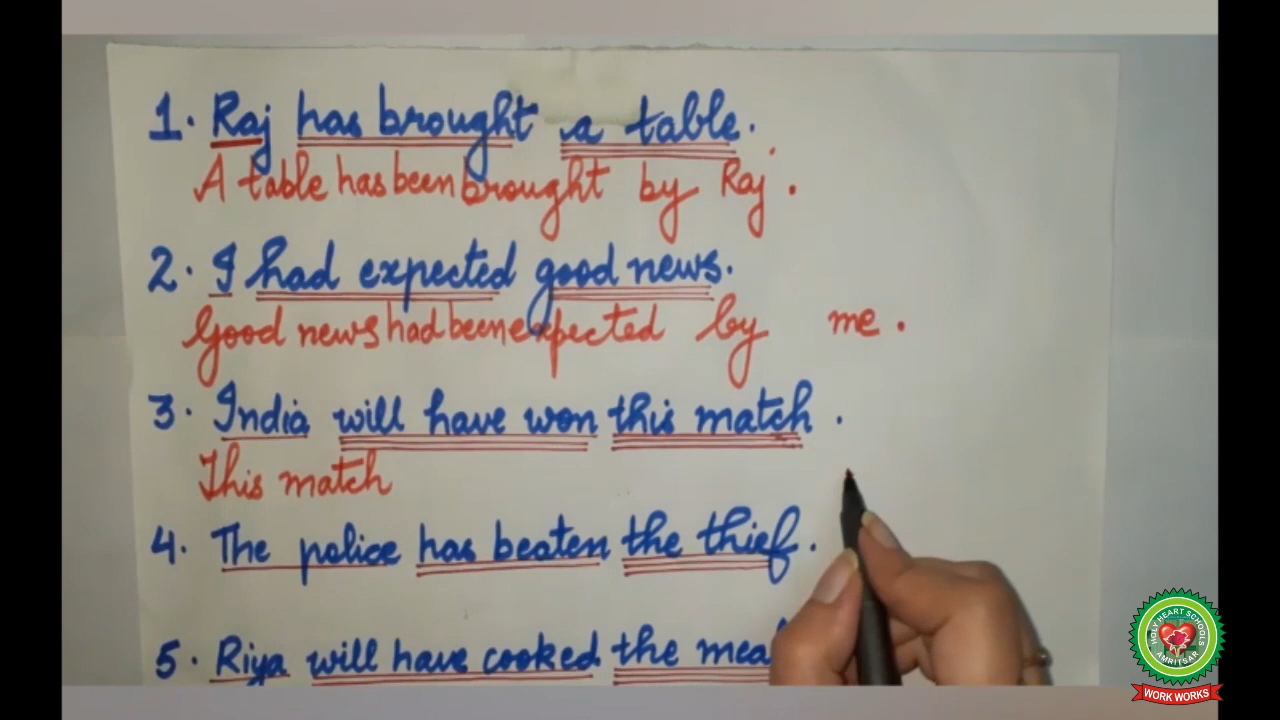 1. Raj has brought a table.
A table has been brought by Raj.
2. I had expected good news.
Good news had been expected by me.
3. India will have won this match.
This match
4. The police has beaten the thief.
5. Riya will have cooked the
HOLY HEART SCHOOLS
AMRITSAR
WORK WORKS